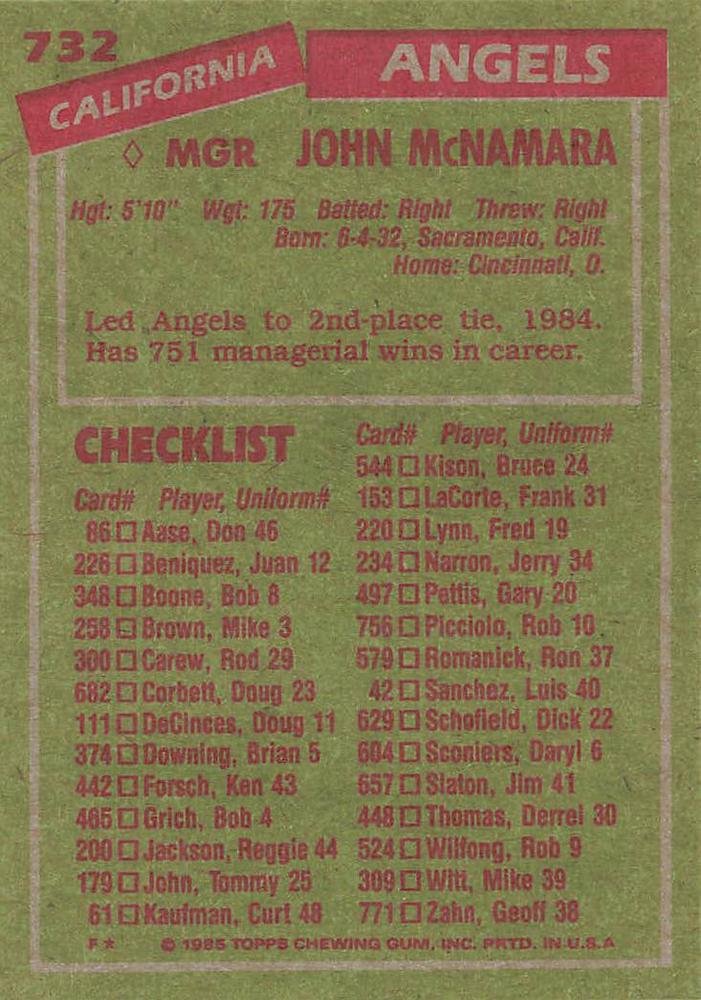 732
CALIFORNIA ANGELS
◇ MGR JOHN McNAMARA
Hgt: 5'10" Wgt: 175 Batted: Right Threw: Right
Born: 6-4-32, Sacramento, Calif.
Home: Cincinnati, O.
Led Angels to 2nd-place tie, 1984.
Has 751 managerial wins in career.
CHECKLIST
Card# Player, Uniform#
86 □ Aase, Don 46
226 □ Beniquez, Juan 12
348 □ Boone, Bob 8
258 □ Brown, Mike 3
300 □ Carew, Rod 29
682 □ Corbett, Doug 23
111 □ DeCinces, Doug 11
374 □ Downing, Brian 5
442 □ Forsch, Ken 43
465 □ Grich, Bob 4
200 □ Jackson, Reggie 44
179 □ John, Tommy 25
61 □ Kaufman, Curt 48
Card# Player, Uniform#
544 □ Kison, Bruce 24
153 □ LaCorte, Frank 31
220 □ Lynn, Fred 19
234 □ Narron, Jerry 34
497 □ Pettis, Gary 20
756 □ Picciolo, Rob 10
579 □ Romanick, Ron 37
42 □ Sanchez, Luis 40
629 □ Schofield, Dick 22
604 □ Sconiers, Daryl 6
657 □ Slaton, Jim 41
448 □ Thomas, Derrel 30
524 □ Wilfong, Rob 9
309 □ Witt, Mike 39
771 □ Zahn, Geoff 38
F* © 1985 TOPPS CHEWING GUM, INC. PRTD. IN U.S.A